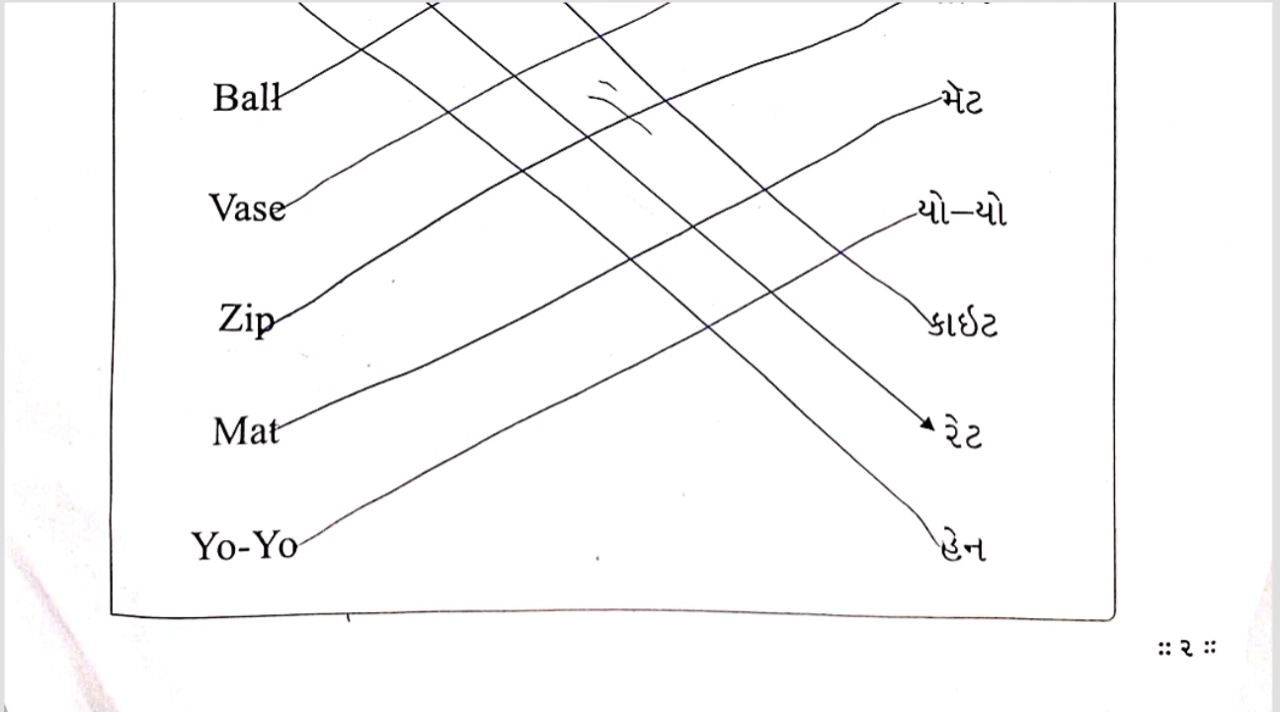 Ball મેટ
Vase યો–યો
Zip કાઈટ
Mat રેટ
Yo-Yo હેન
:: ૨ ::